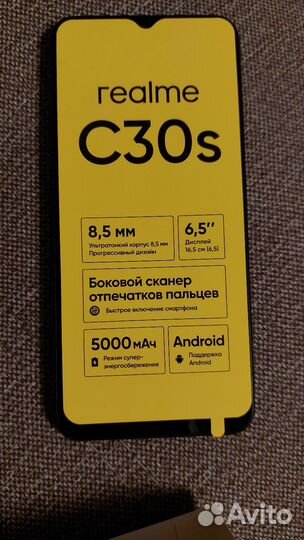 realme
C30s
8,5 мм
Ультратонкий корпус 8,5 мм
Прогрессивный дизайн
6,5’’
Дисплей
16,5 см (6,5)
Боковой сканер
отпечатков пальцев
Быстрое включение смартфона
5000 мАч
Режим супер-
энергосбережения
Android
Поддержка
Android
Avito